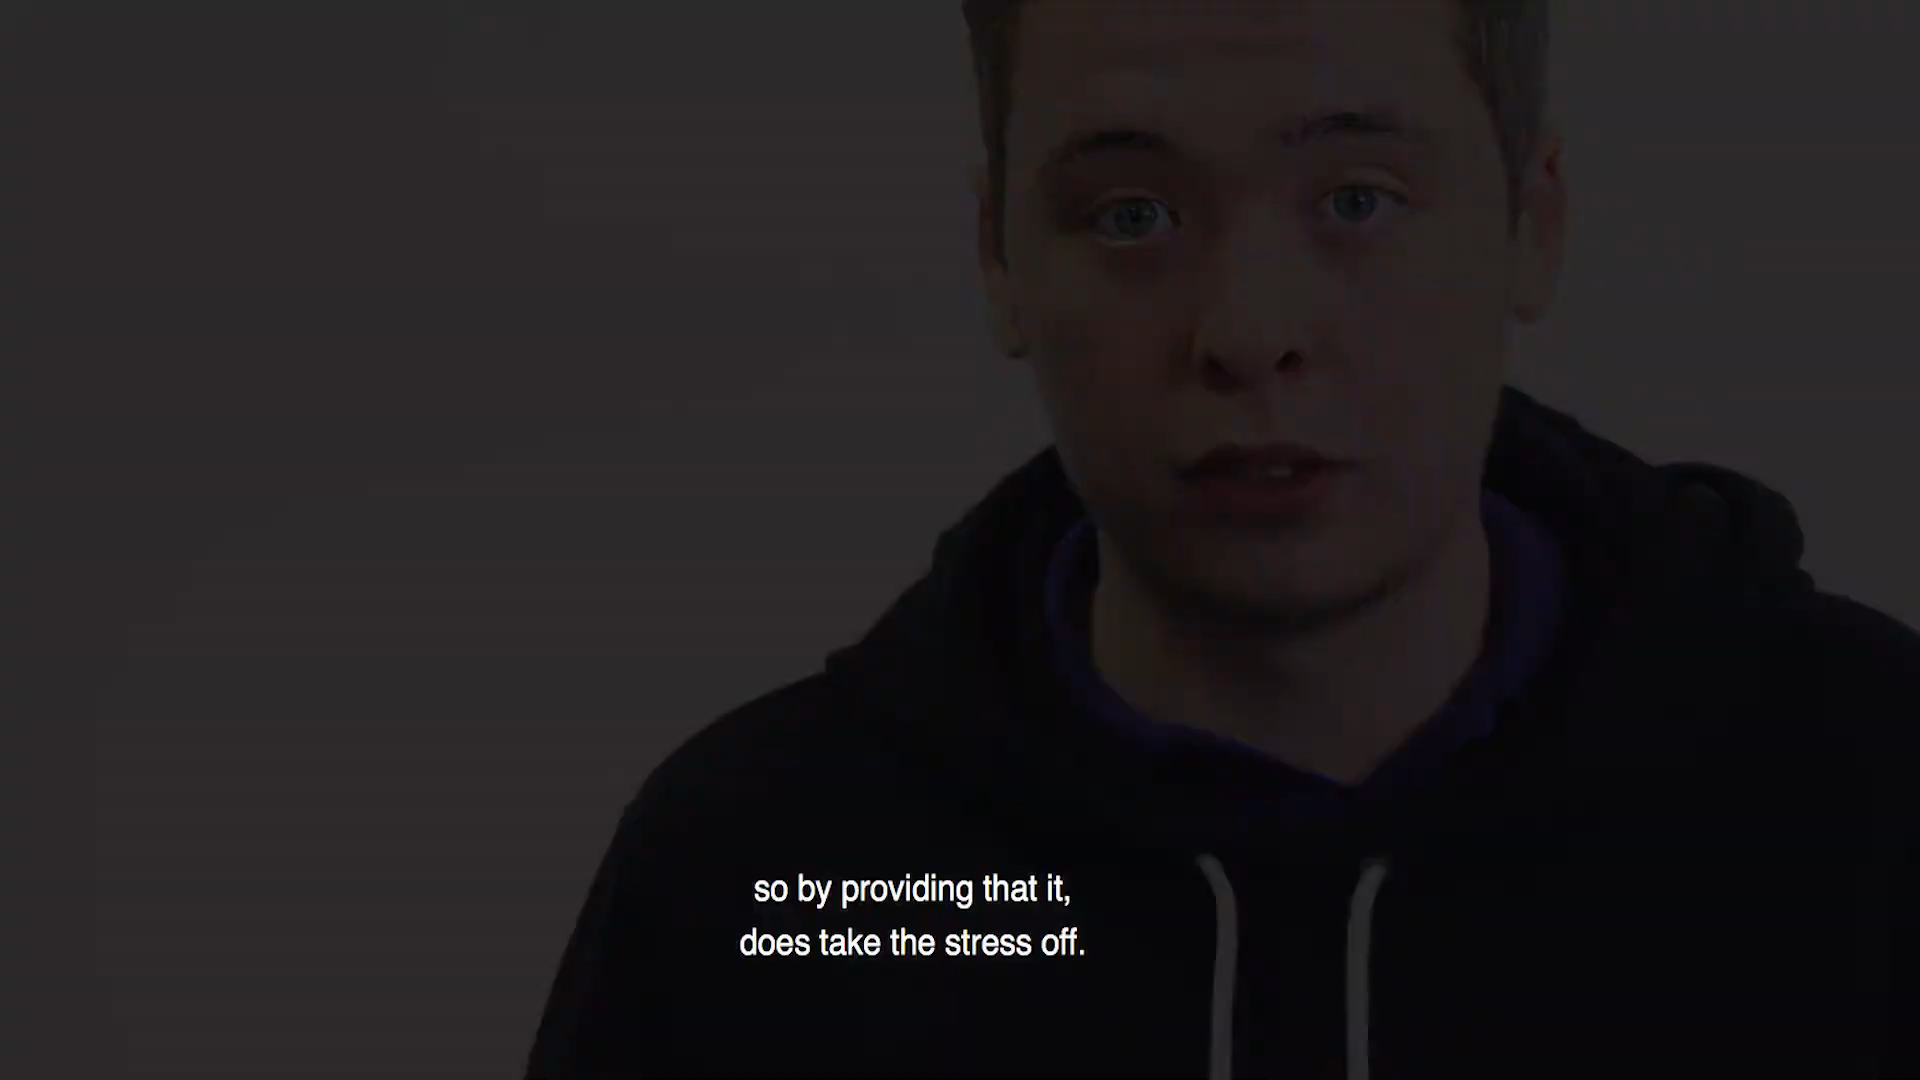 so by providing that it,
does take the stress off.